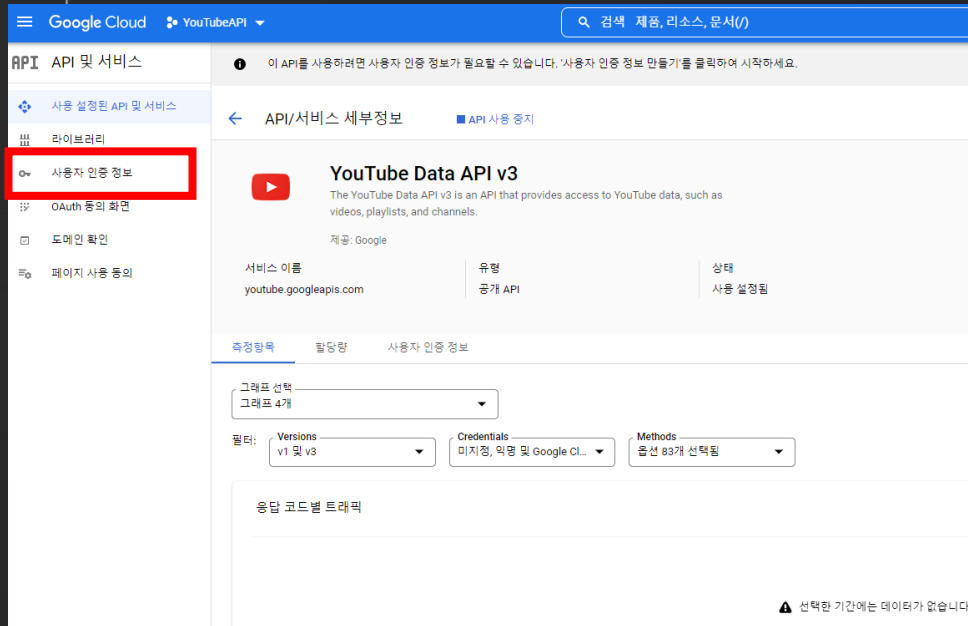 Google Cloud YouTubeAPI 검색 제품, 리소스, 문서(/)
API API 및 서비스
이 API를 사용하려면 사용자 인증 정보가 필요할 수 있습니다. '사용자 인증 정보 만들기'를 클릭하여 시작하세요.
사용 설정된 API 및 서비스
라이브러리
사용자 인증 정보
OAuth 동의 화면
도메인 확인
페이지 사용 동의
API/서비스 세부정보 API 사용 중지
YouTube Data API v3
The YouTube Data API v3 is an API that provides access to YouTube data, such as
videos, playlists, and channels.
제공: Google
서비스 이름 유형 상태
youtube.googleapis.com 공개 API 사용 설정됨
측정항목 할당량 사용자 인증 정보
그래프 선택
그래프 4개
필터: Versions Credentials Methods
v1 및 v3 미지정, 익명 및 Google Cl... 옵션 83개 선택됨
응답 코드별 트래픽
선택한 기간에는 데이터가 없습니다